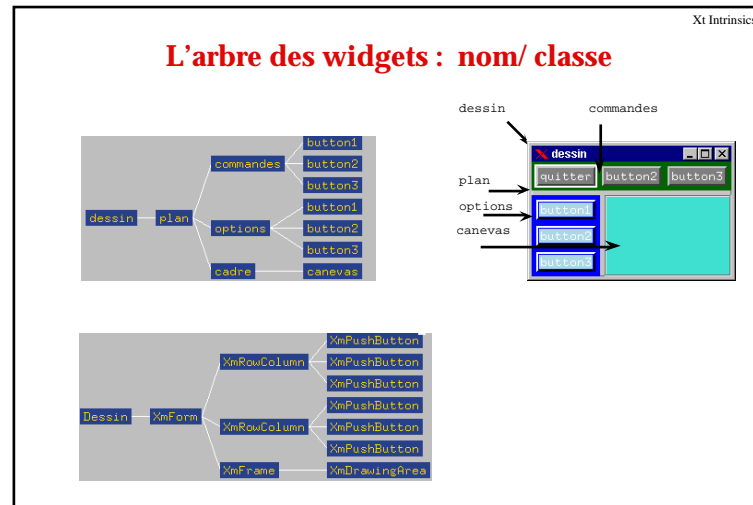 Xt Intrinsics
L'arbre des widgets : nom/ classe
button1
commandes
button2
button3
button1
dessin
plan
options
button2
button3
cadre
canevas
dessin
commandes
dessin
quitter
button2
button3
plan
options
button1
canevas
button2
button3
XmPushButton
XmRowColumn
XmPushButton
XmPushButton
XmPushButton
Dessin
XmForm
XmRowColumn
XmPushButton
XmPushButton
XmFrame
XmDrawingArea